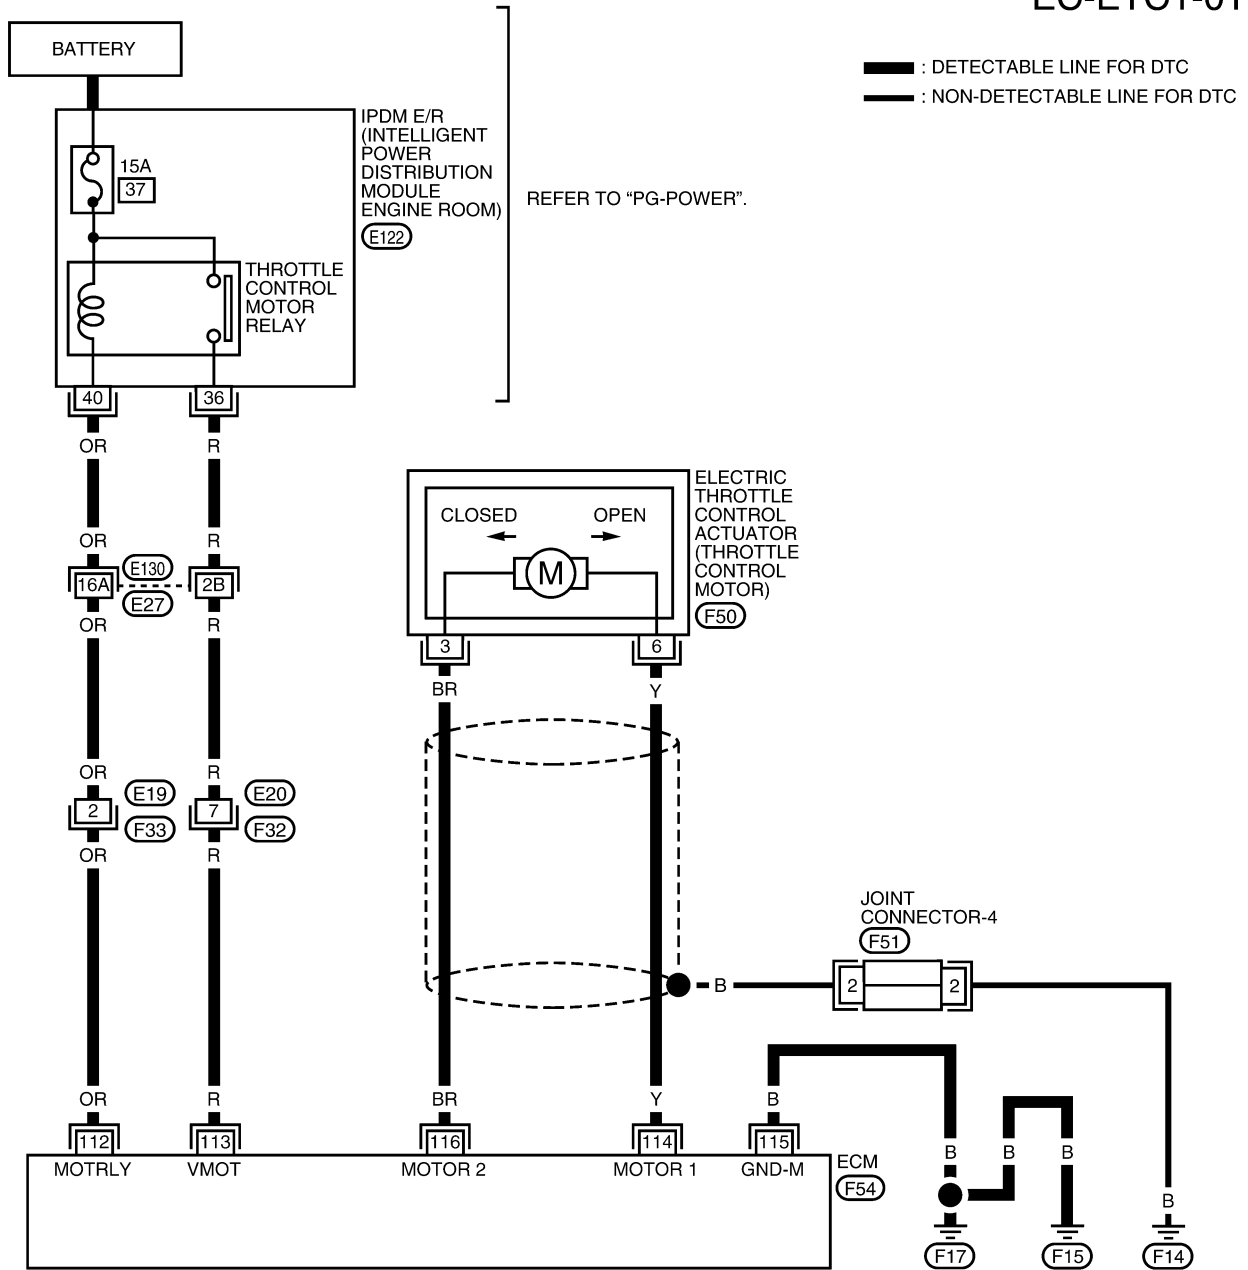 BATTERY
: DETECTABLE LINE FOR DTC
: NON-DETECTABLE LINE FOR DTC
IPDM E/R
(INTELLIGENT
POWER
DISTRIBUTION
MODULE
ENGINE ROOM)
E122
15A
37
REFER TO “PG-POWER”.
THROTTLE
CONTROL
MOTOR
RELAY
40
36
OR
R
ELECTRIC
THROTTLE
CONTROL
ACTUATOR
(THROTTLE
CONTROL
MOTOR)
F50
CLOSED
OPEN
M
OR
R
16A
E130
E27
2B
OR
R
3
6
BR
Y
OR
R
2
E19
F33
7
E20
F32
OR
R
JOINT
CONNECTOR-4
F51
B
2
2
OR
R
BR
Y
B
112
113
116
114
115
MOTRLY
VMOT
MOTOR 2
MOTOR 1
GND-M
ECM
F54
B
B
B
B
F17
F15
F14